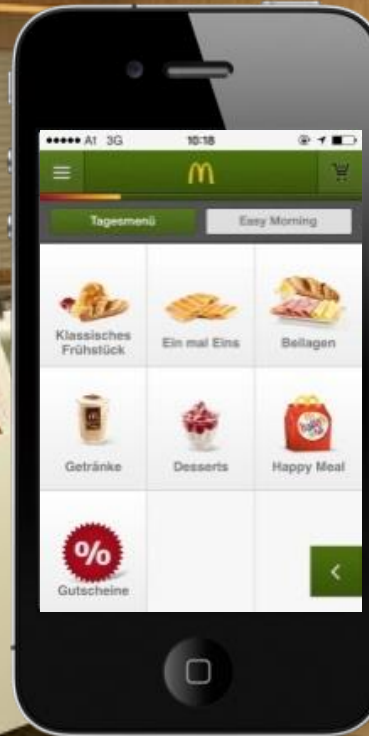 A1 3G 10:18
Tagesmenü Easy Morning
Klassisches
Frühstück
Ein mal Eins
Beilagen
Getränke
Desserts
Happy Meal
%
Gutscheine